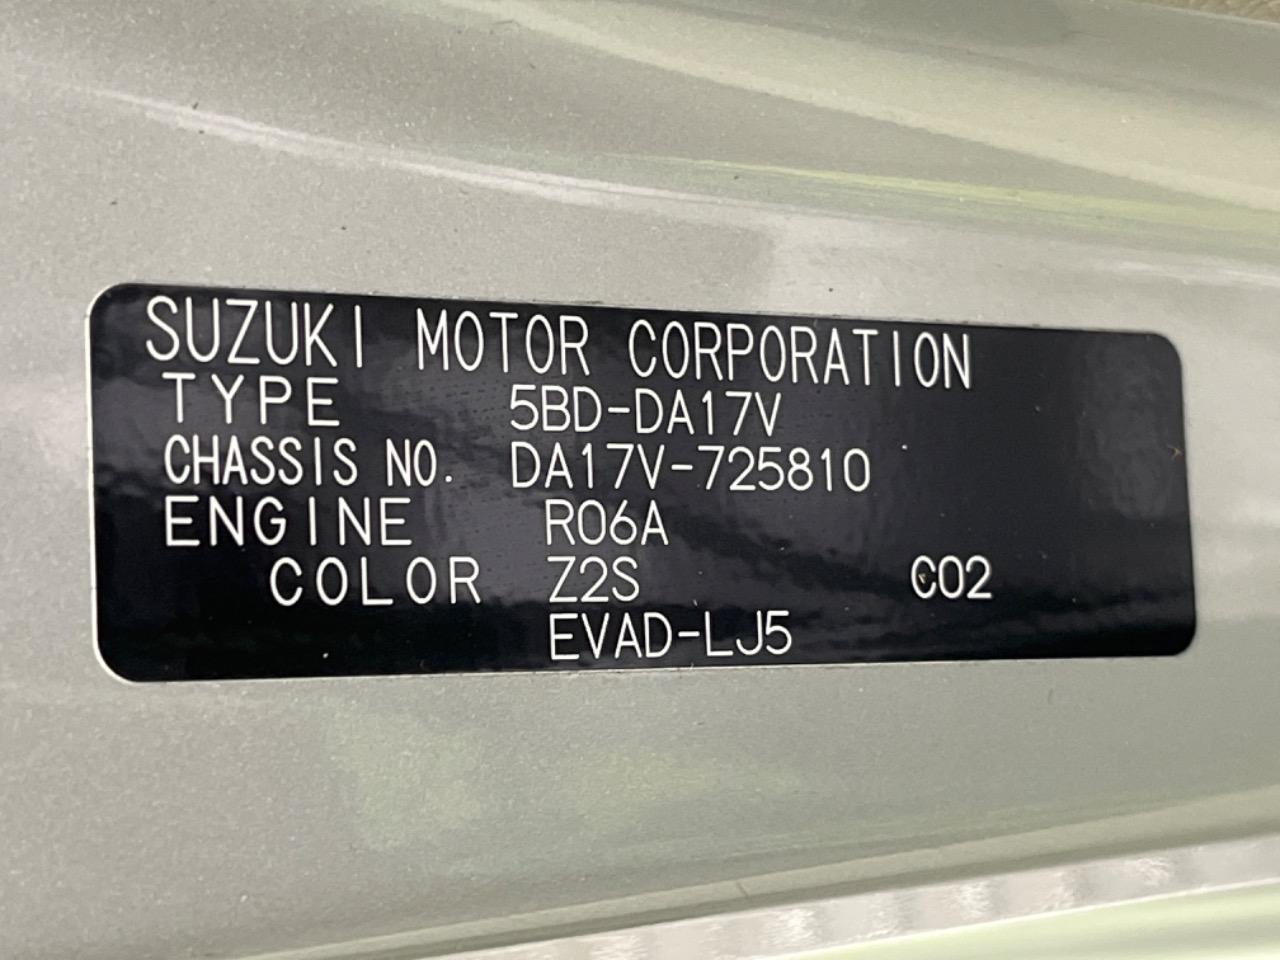 SUZUKI MOTOR CORPORATION
TYPE 5BD-DA17V
CHASSIS NO. DA17V-725810
ENGINE R06A
COLOR Z2S C02
EVAD-LJ5